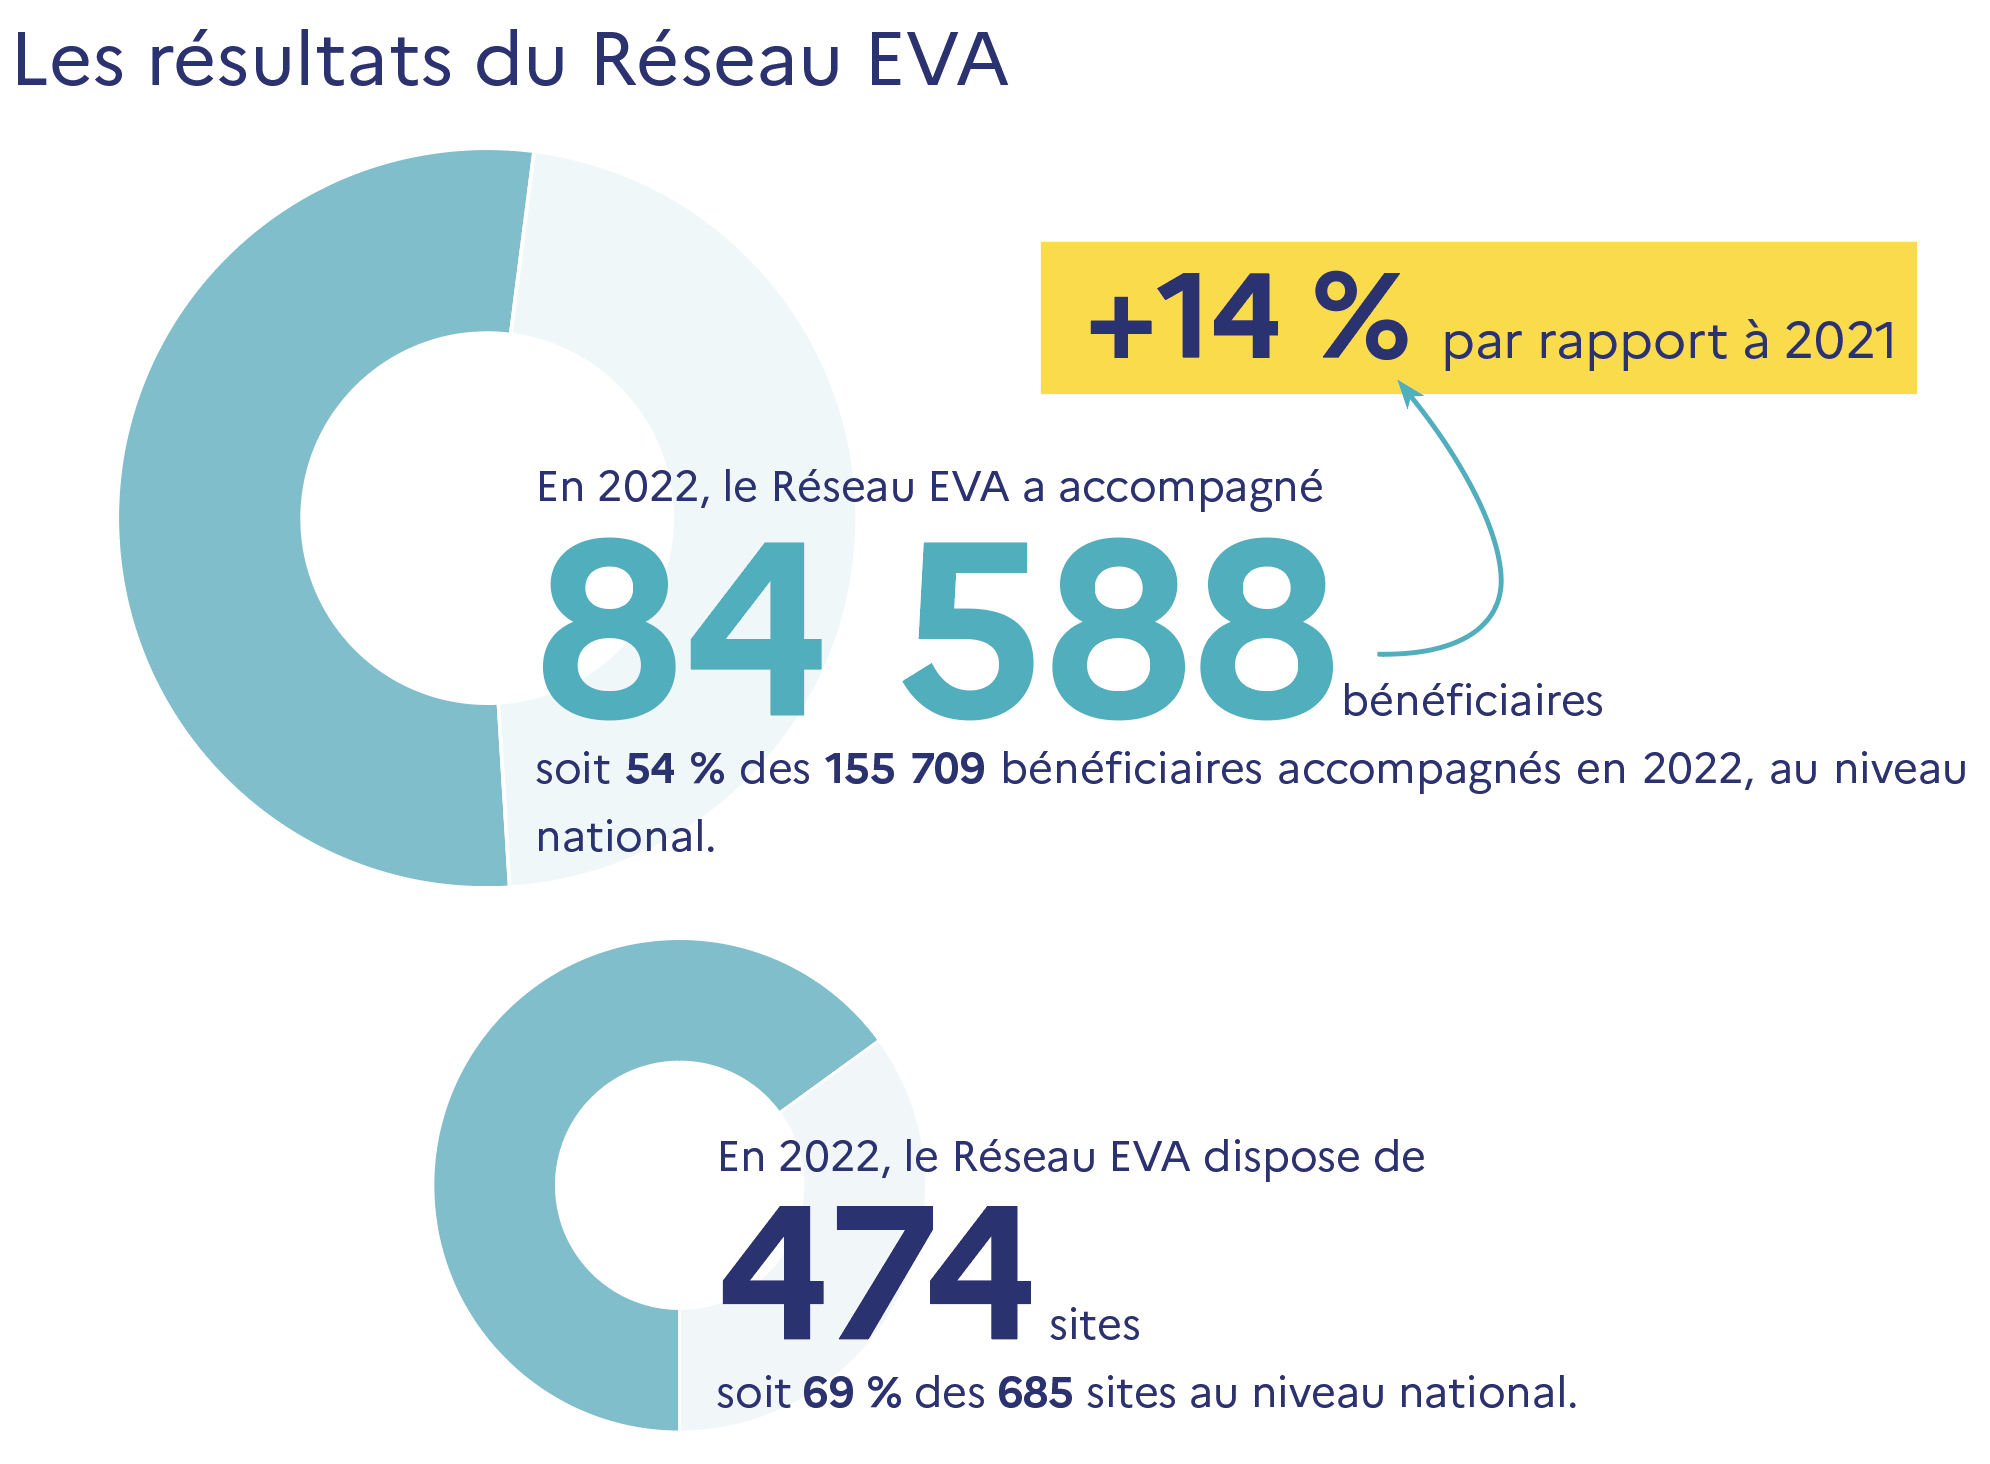 Les résultats du Réseau EVA
+14 % par rapport à 2021
En 2022, le Réseau EVA a accompagné
84 588 bénéficiaires
soit 54 % des 155 709 bénéficiaires accompagnés en 2022, au niveau
national.
En 2022, le Réseau EVA dispose de
474 sites
soit 69 % des 685 sites au niveau national.